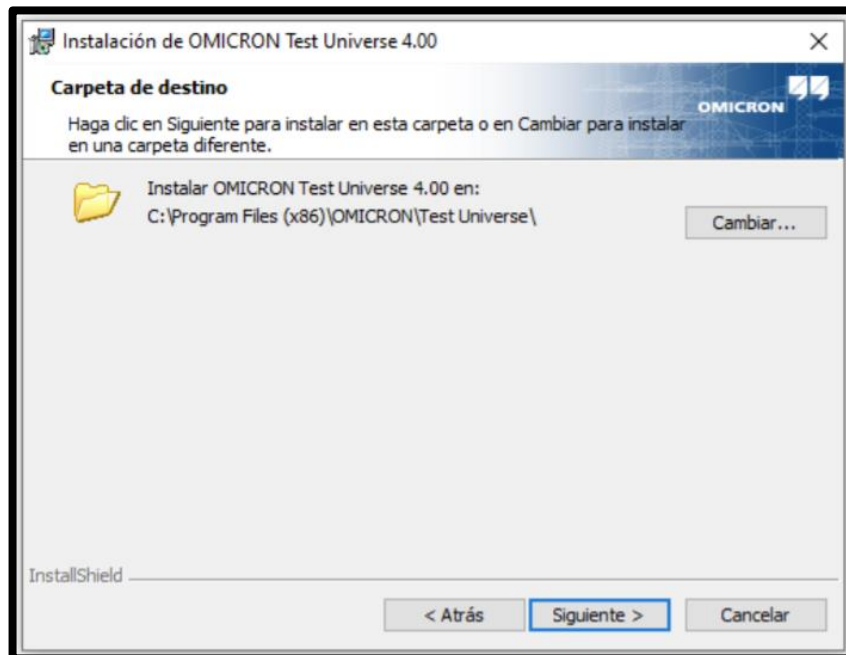 Instalación de OMICRON Test Universe 4.00
Carpeta de destino
Haga clic en Siguiente para instalar en esta carpeta o en Cambiar para instalar
en una carpeta diferente.
OMICRON
Instalar OMICRON Test Universe 4.00 en:
C:\Program Files (x86)\OMICRON\Test Universe\
Cambiar...
InstallShield
< Atrás
Siguiente >
Cancelar